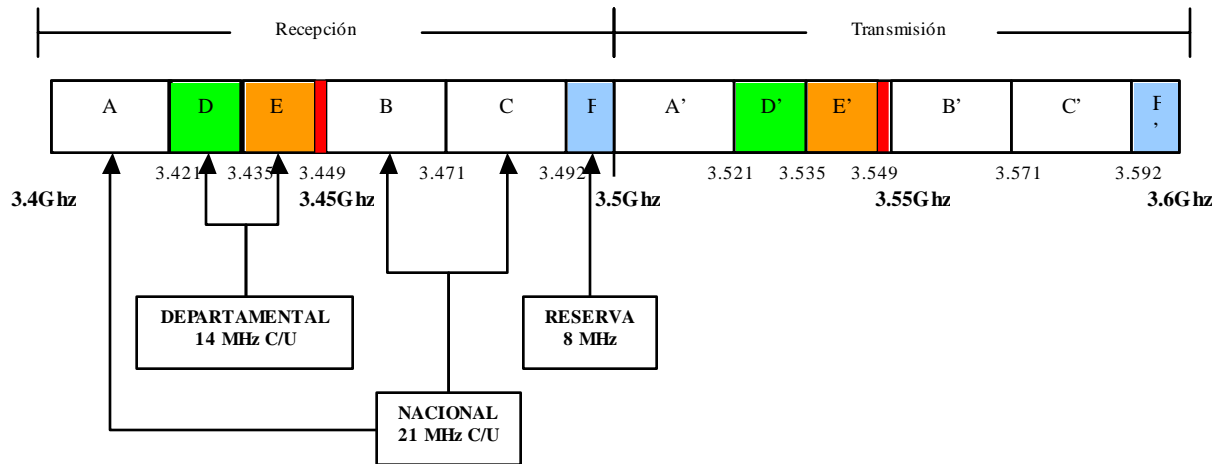 Recepción
Transmisión
A
D
E
B
C
F
A’
D’
E’
B’
C’
F
’
3.421
3.435
3.449
3.471
3.492
3.521
3.535
3.549
3.571
3.592
3.4Ghz
3.45Ghz
3.5Ghz
3.55Ghz
3.6Ghz
DEPARTAMENTAL
14 MHz C/U
RESERVA
8 MHz
NACIONAL
21 MHz C/U